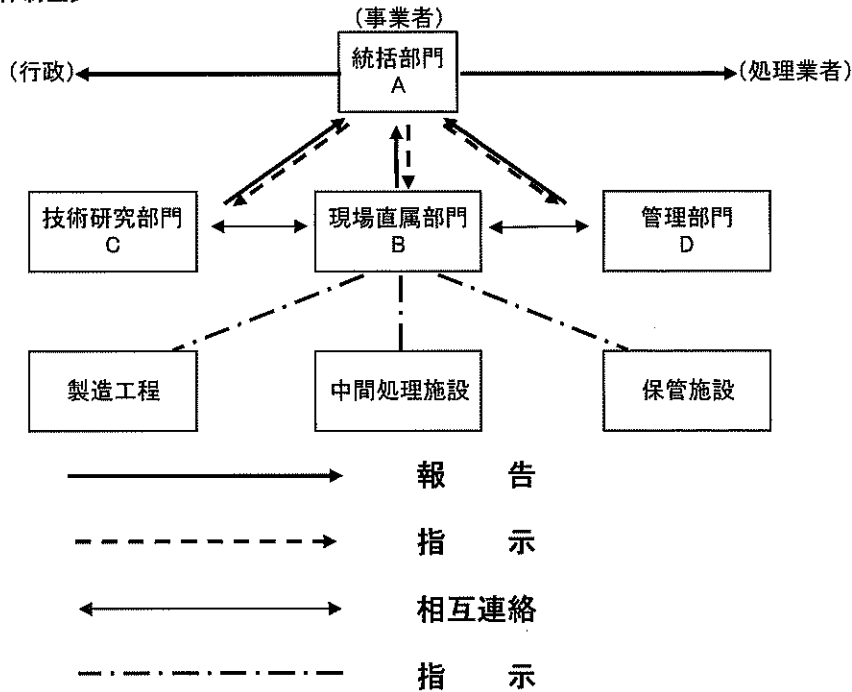 (事業者)
統括部門
A
(行政)
(処理業者)
技術研究部門
C
現場直属部門
B
管理部門
D
製造工程
中間処理施設
保管施設
報 告
指 示
相互連絡
指 示